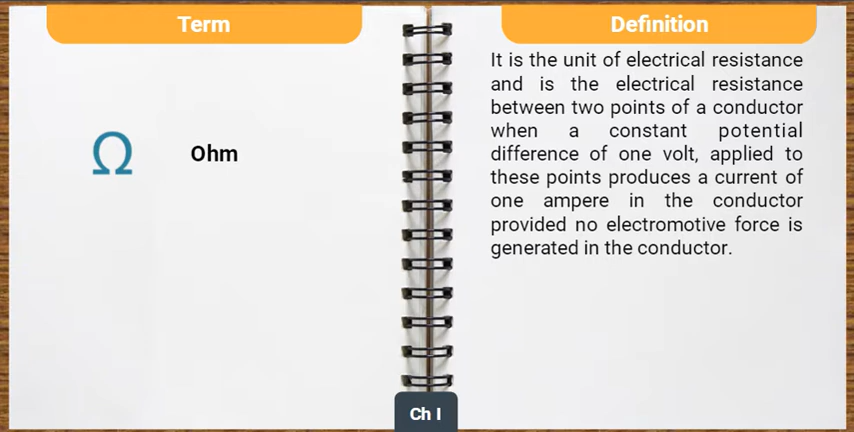 Term
Ω Ohm
Definition
It is the unit of electrical resistance
and is the electrical resistance
between two points of a conductor
when a constant potential
difference of one volt, applied to
these points produces a current of
one ampere in the conductor
provided no electromotive force is
generated in the conductor.
Ch I